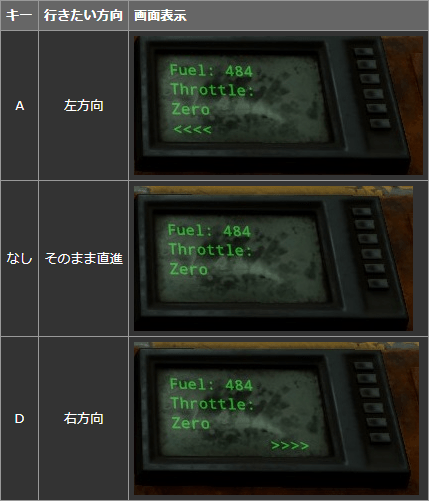 キー 行きたい方向 画面表示
A 左方向
Fuel: 484
Throttle:
Zero
<<<<
なし そのまま直進
Fuel: 484
Throttle:
Zero
D 右方向
Fuel: 484
Throttle:
Zero
>>>>